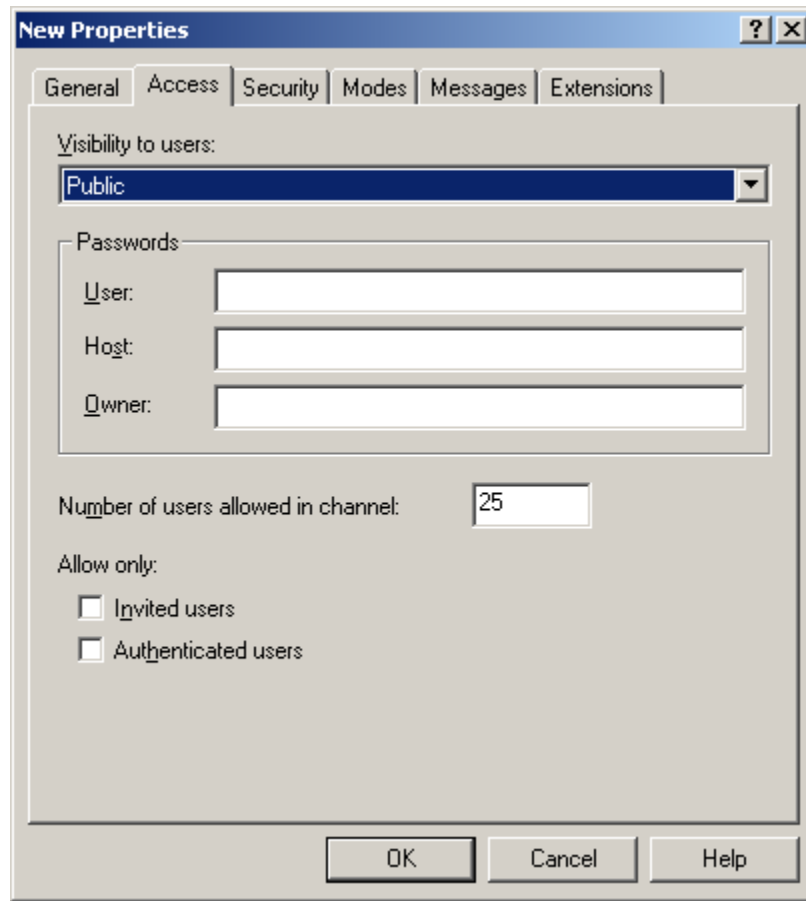 New Properties
General Access Security Modes Messages Extensions
Visibility to users:
Public
Passwords
User:
Host:
Owner:
Number of users allowed in channel: 25
Allow only:
Invited users
Authenticated users
OK Cancel Help